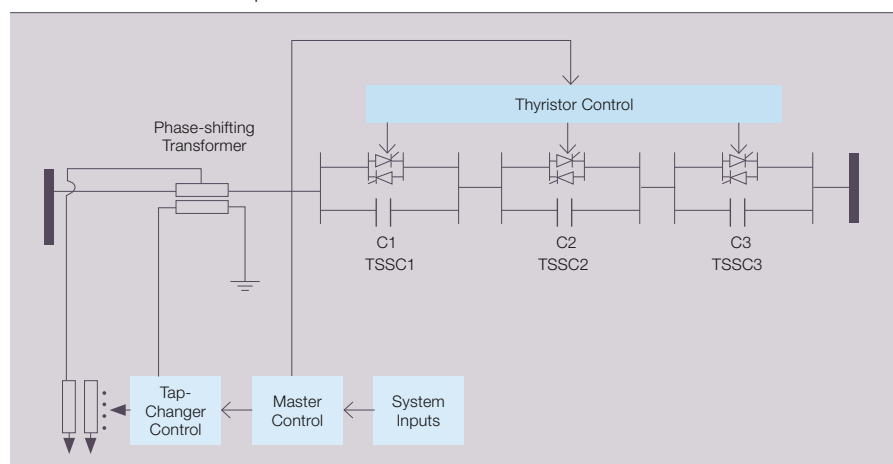 Thyristor Control
Phase-shifting
Transformer
C1
TSSC1
C2
TSSC2
C3
TSSC3
Tap-
Changer
Control
Master
Control
System
Inputs